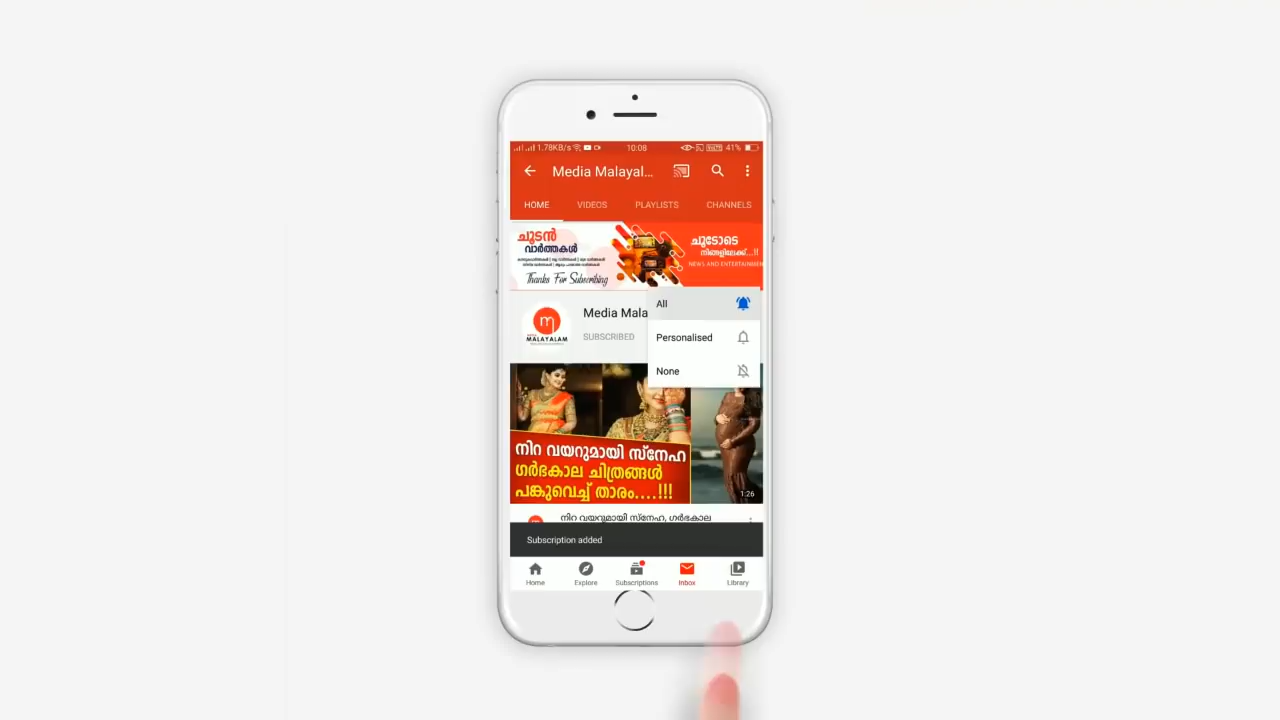 1.78KB/s 10:08 41%
Media Malayal...
HOME VIDEOS PLAYLISTS CHANNELS
ചൂടൻ
വാർത്തകൾ
Thanks For Subscribing
ചൂടോടെ
നിങ്ങളിലേക്ക്...!!
NEWS AND ENTERTAINMEN
All
Media Mala
Personalised
SUBSCRIBED
MALAYALAM
None
നിറ വയറുമായി സ്നേഹ
ഗർഭകാല ചിത്രങ്ങൾ
പങ്കുവെച്ച് താരം....!!!
1:26
നിറ വയറുമായി സ്നേഹ, ഗർഭകാല
Subscription added
Home Explore Subscriptions Inbox Library